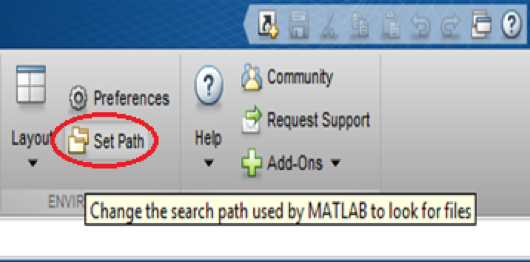 Preferences
Layout
Set Path
Help
Community
Request Support
Add-Ons
ENVIR
Change the search path used by MATLAB to look for files